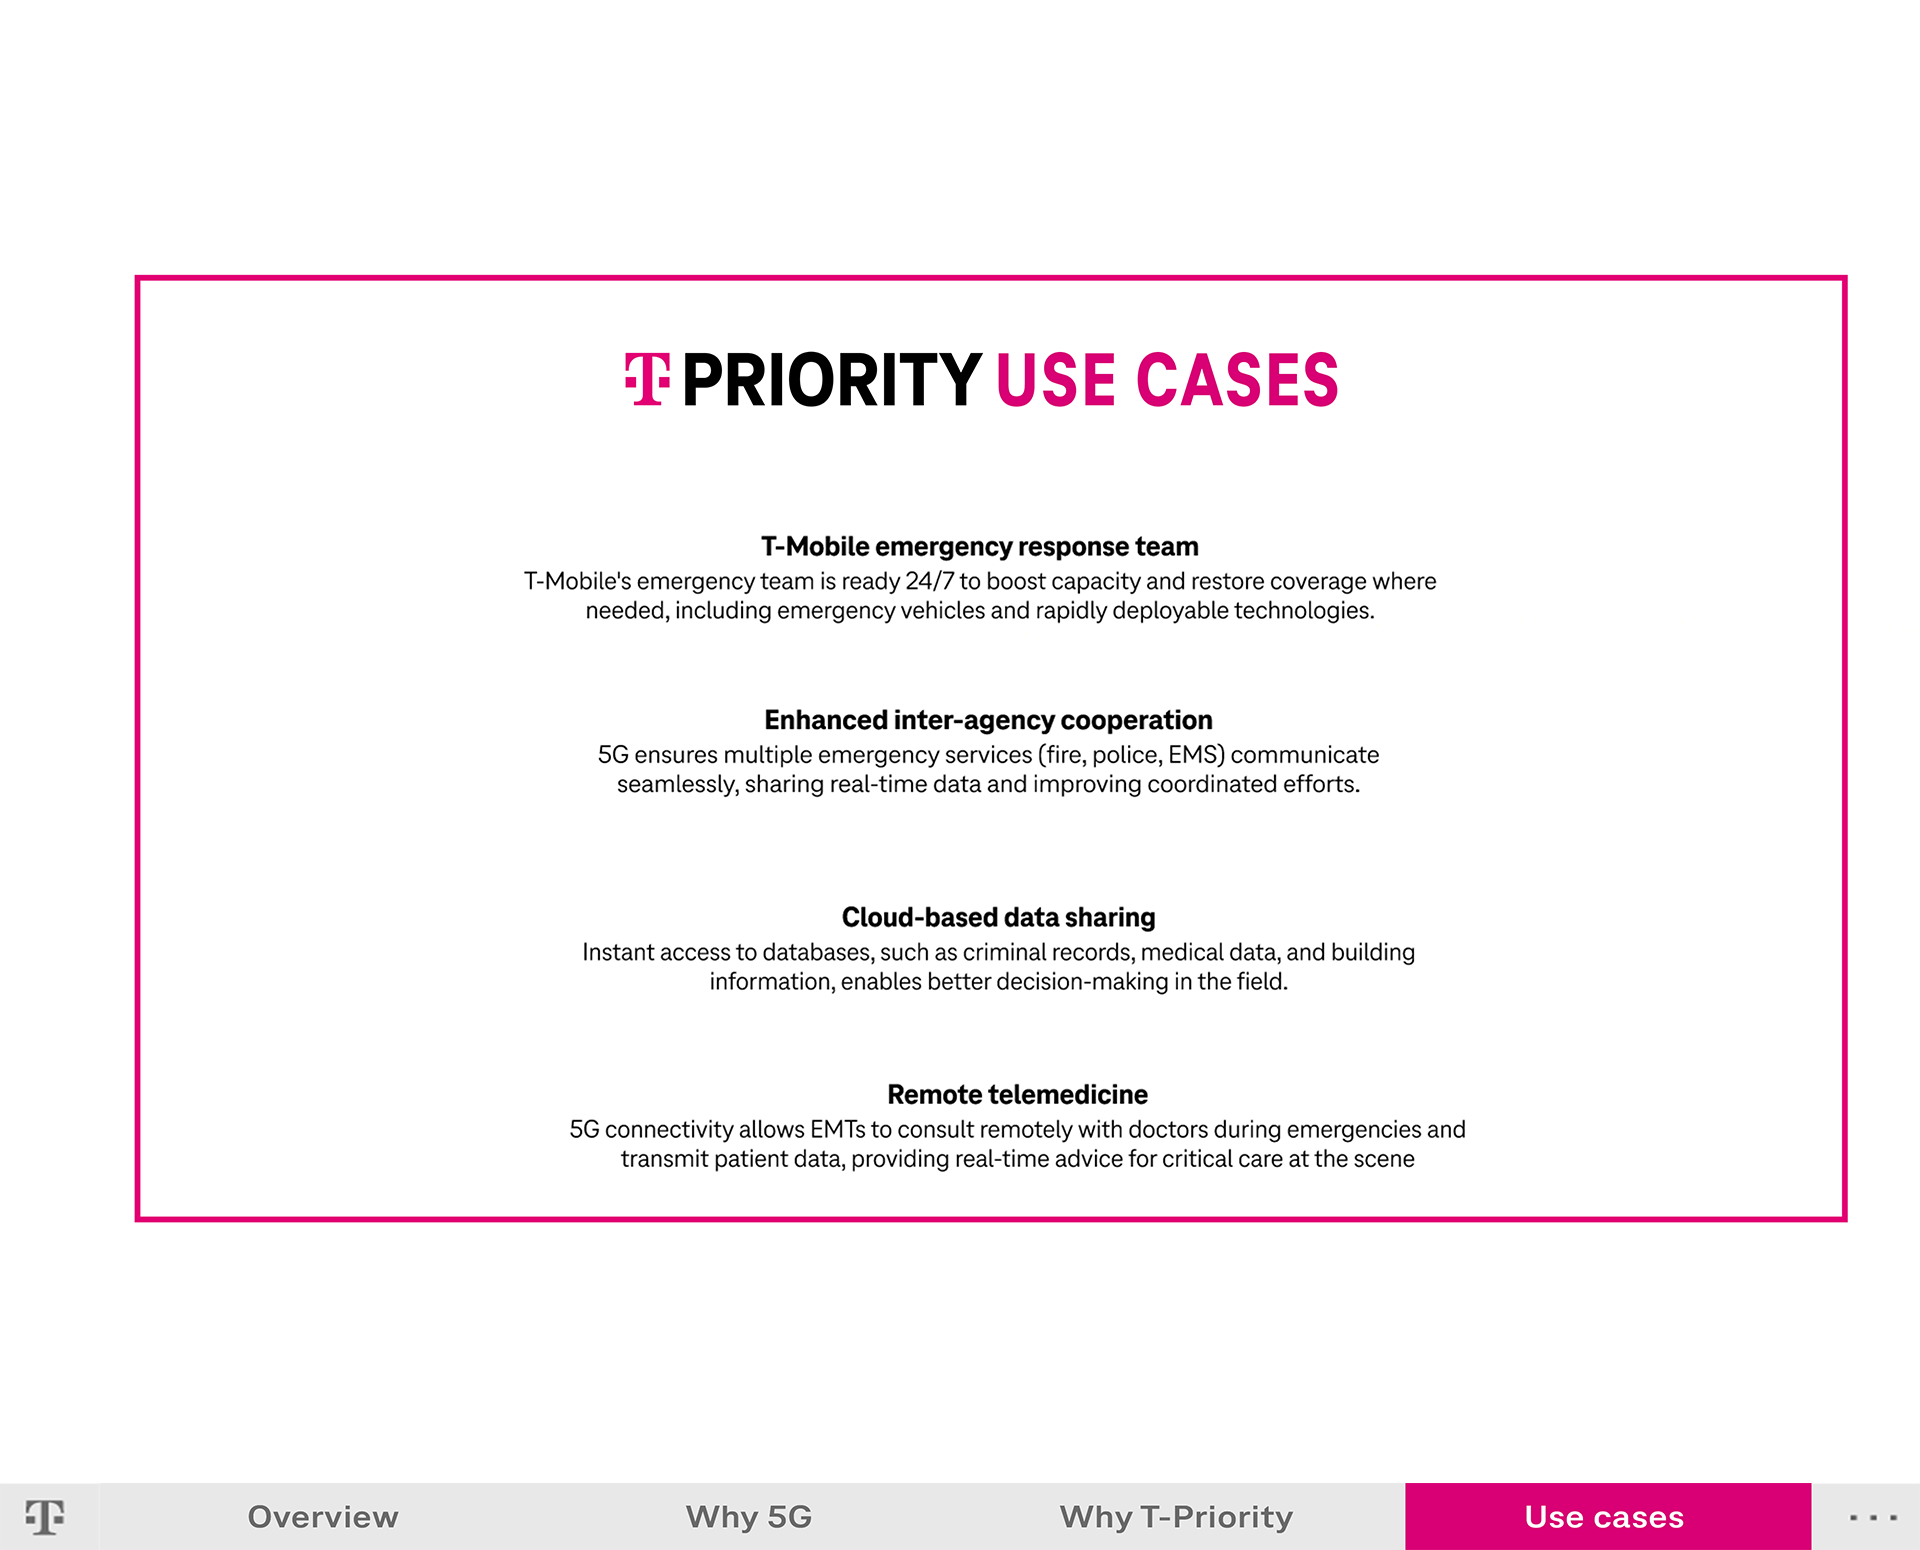 T PRIORITY USE CASES
T-Mobile emergency response team
T-Mobile's emergency team is ready 24/7 to boost capacity and restore coverage where
needed, including emergency vehicles and rapidly deployable technologies.
Enhanced inter-agency cooperation
5G ensures multiple emergency services (fire, police, EMS) communicate
seamlessly, sharing real-time data and improving coordinated efforts.
Cloud-based data sharing
Instant access to databases, such as criminal records, medical data, and building
information, enables better decision-making in the field.
Remote telemedicine
5G connectivity allows EMTs to consult remotely with doctors during emergencies and
transmit patient data, providing real-time advice for critical care at the scene
T Overview Why 5G Why T-Priority Use cases ...